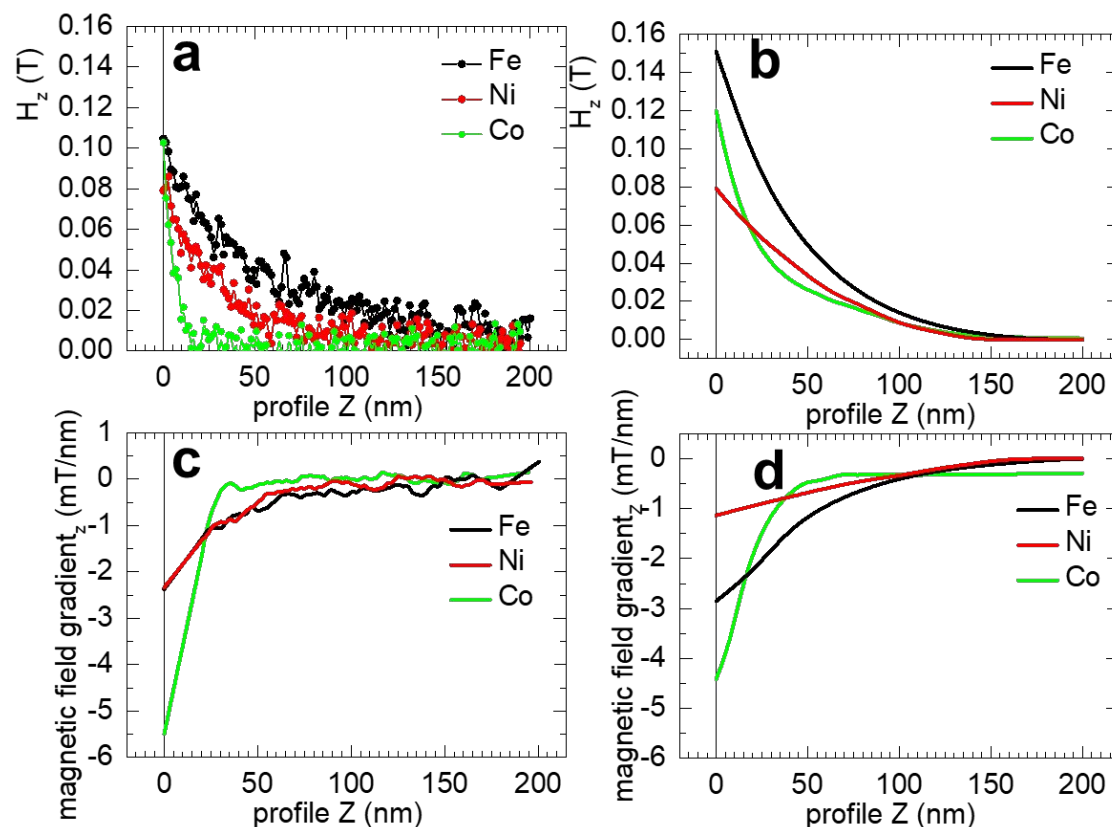 a
H_z (T)
0.16
0.14
0.12
0.10
0.08
0.06
0.04
0.02
0.00
Fe
Ni
Co
0 50 100 150 200
profile Z (nm)
b
H_z (T)
0.16
0.14
0.12
0.10
0.08
0.06
0.04
0.02
0.00
Fe
Ni
Co
0 50 100 150 200
profile Z (nm)
c
magnetic field gradient_z (mT/nm)
1
0
-1
-2
-3
-4
-5
-6
Fe
Ni
Co
0 50 100 150 200
profile Z (nm)
d
magnetic field gradient_z (mT/nm)
0
-1
-2
-3
-4
-5
-6
Fe
Ni
Co
0 50 100 150 200
profile Z (nm)